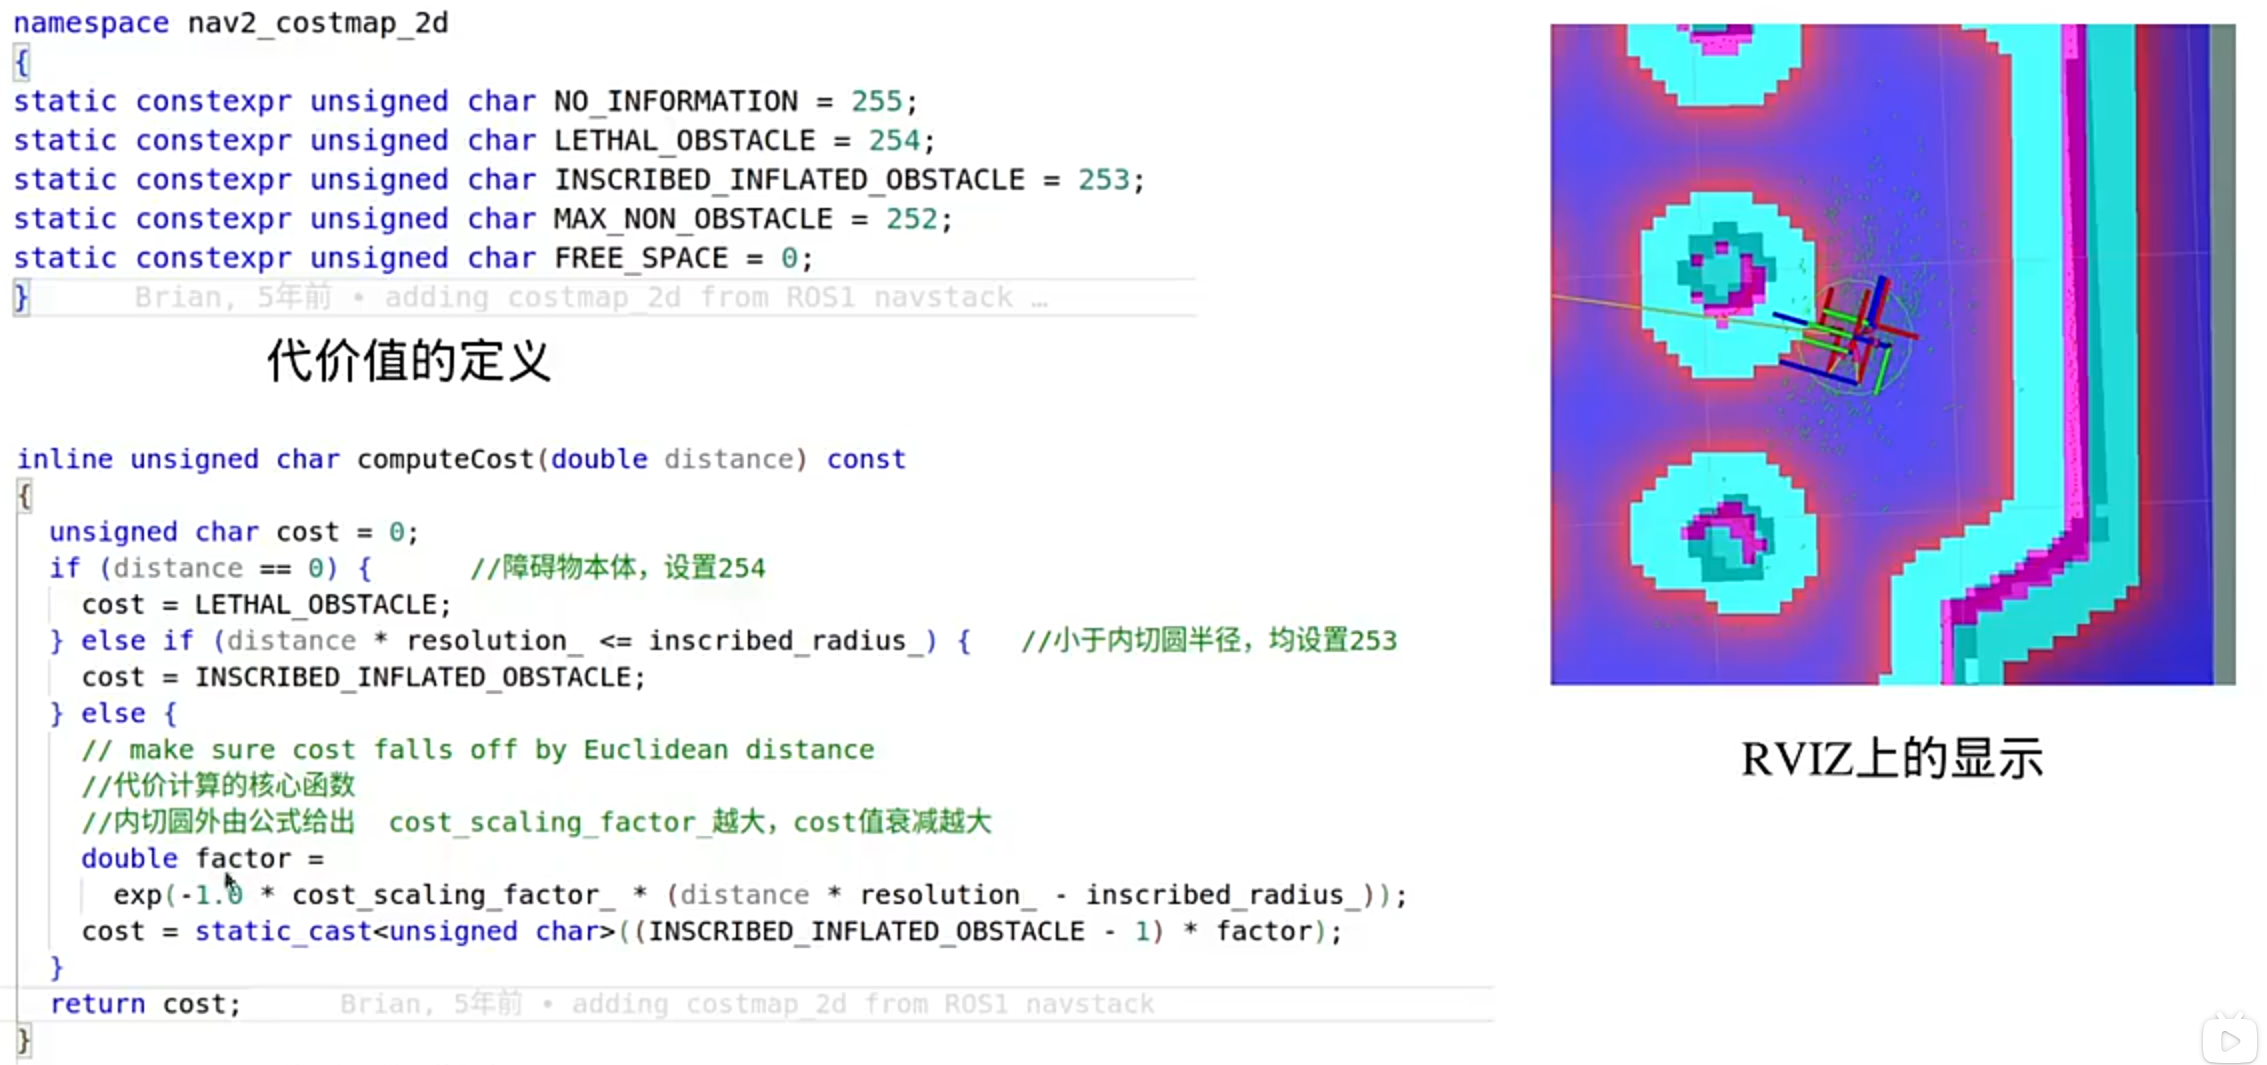 namespace nav2_costmap_2d
{
static constexpr unsigned char NO_INFORMATION = 255;
static constexpr unsigned char LETHAL_OBSTACLE = 254;
static constexpr unsigned char INSCRIBED_INFLATED_OBSTACLE = 253;
static constexpr unsigned char MAX_NON_OBSTACLE = 252;
static constexpr unsigned char FREE_SPACE = 0;
} Brian, 5年前 • adding costmap_2d from ROS1 navstack …
代价值的定义
inline unsigned char computeCost(double distance) const
{
unsigned char cost = 0;
if (distance == 0) { //障碍物本体，设置254
cost = LETHAL_OBSTACLE;
} else if (distance * resolution_ <= inscribed_radius_) { //小于内切圆半径，均设置253
cost = INSCRIBED_INFLATED_OBSTACLE;
} else {
// make sure cost falls off by Euclidean distance
//代价计算的核心函数
//内切圆外由公式给出 cost_scaling_factor_越大，cost值衰减越大
double factor =
exp(-1.0 * cost_scaling_factor_ * (distance * resolution_ - inscribed_radius_));
cost = static_cast<unsigned char>((INSCRIBED_INFLATED_OBSTACLE - 1) * factor);
}
return cost; Brian, 5年前 • adding costmap_2d from ROS1 navstack
}
RVIZ上的显示